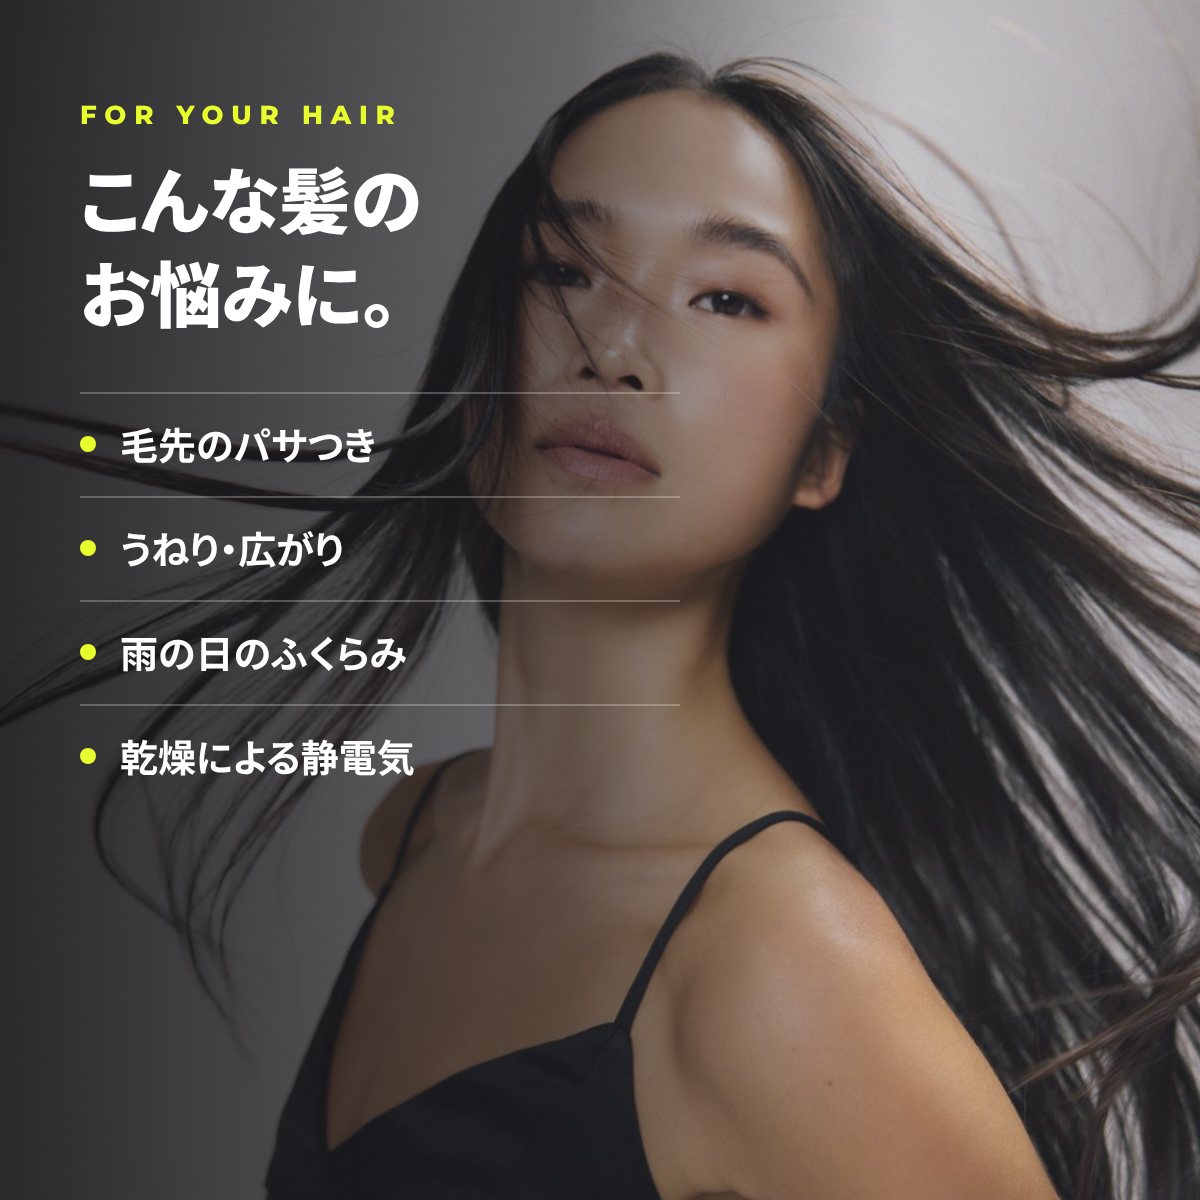 FOR YOUR HAIR
こんな髪の
お悩みに。
毛先のパサつき
うねり・広がり
雨の日のふくらみ
乾燥による静電気